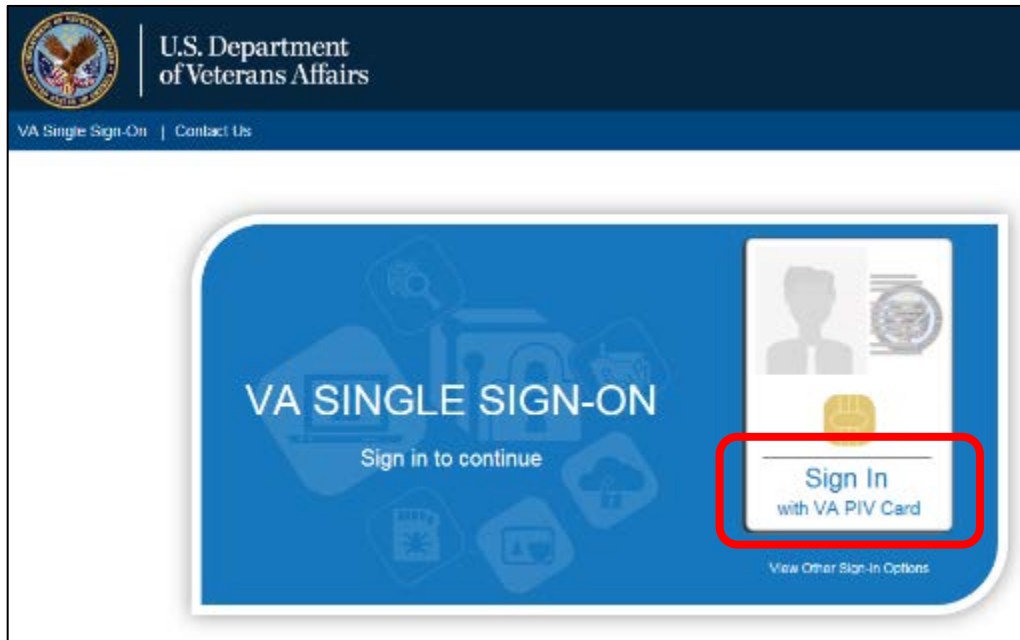 U.S. Department
of Veterans Affairs
VA Single Sign-On | Contact Us
VA SINGLE SIGN-ON
Sign in to continue
Sign In
with VA PIV Card
View Other Sign-In Options